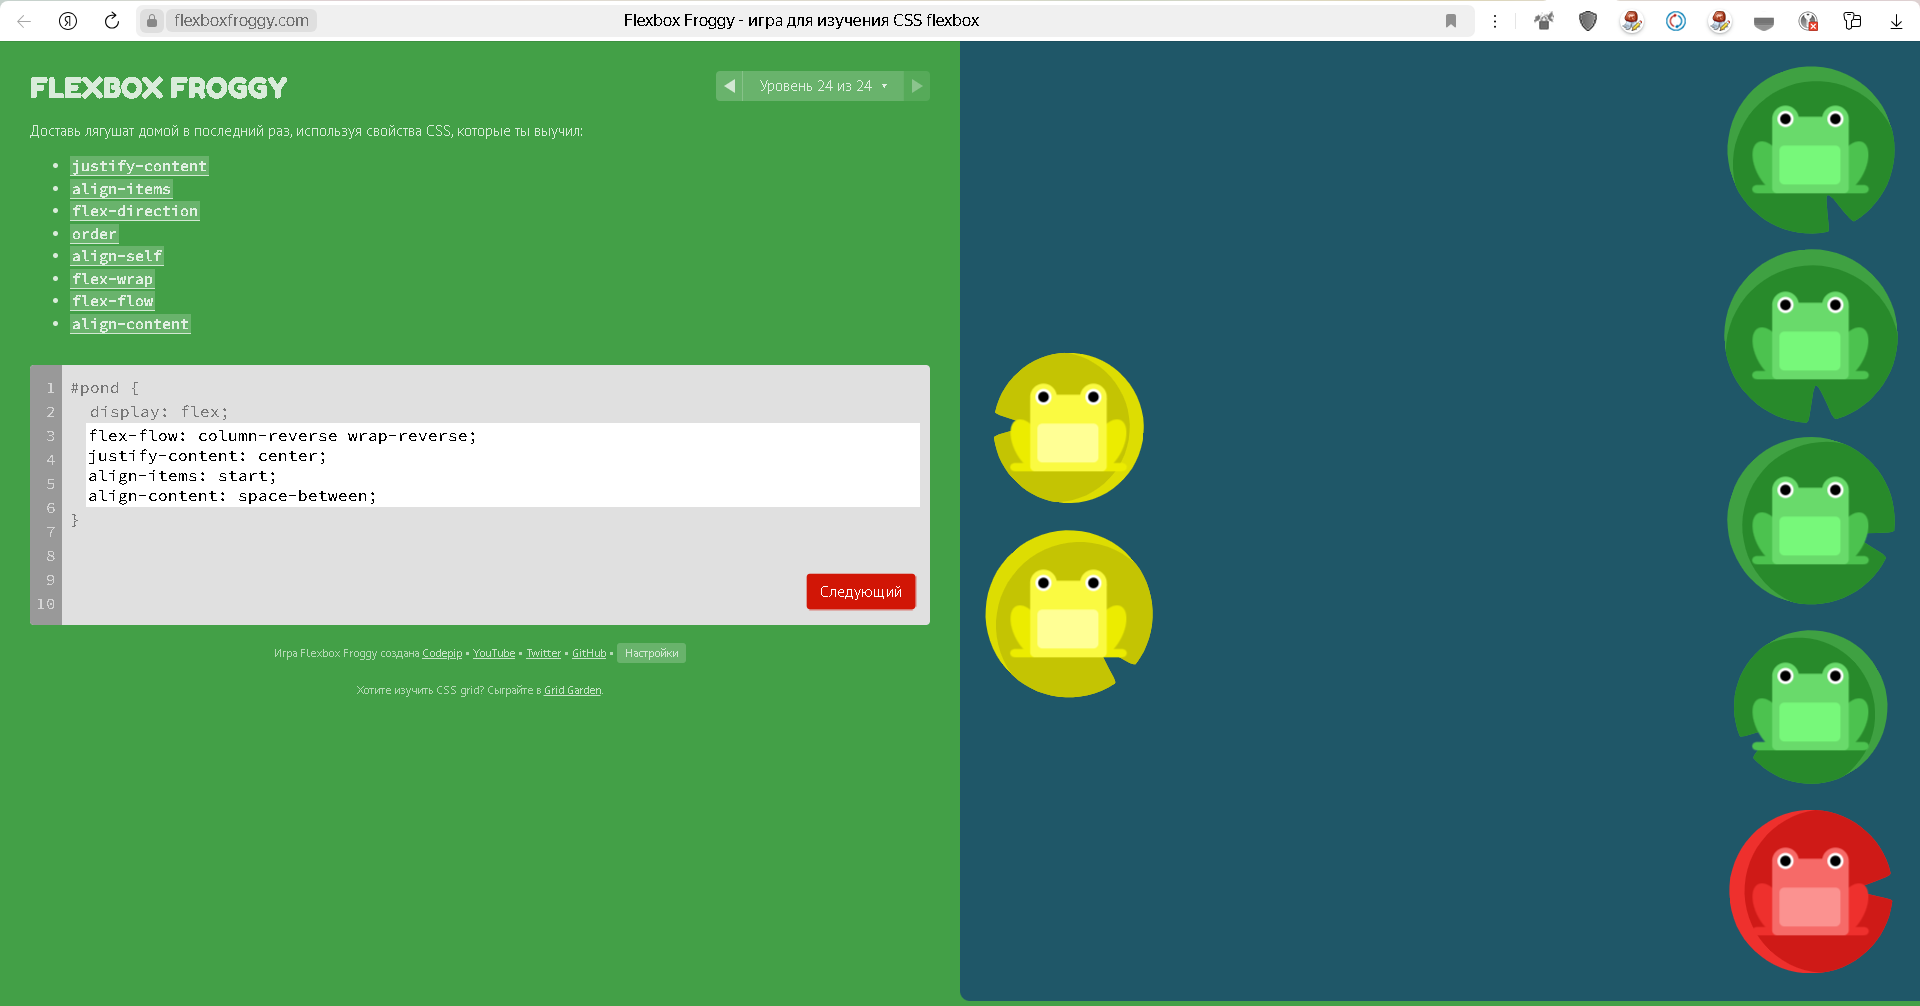 Я
flexboxfroggy.com
Flexbox Froggy - игра для изучения CSS flexbox
FLEXBOX FROGGY
Уровень 24 из 24
Доставь лягушат домой в последний раз, используя свойства CSS, которые ты выучил:
justify-content
align-items
flex-direction
order
align-self
flex-wrap
flex-flow
align-content
1 #pond {
2 display: flex;
3 flex-flow: column-reverse wrap-reverse;
4 justify-content: center;
5 align-items: start;
6 align-content: space-between;
7 }
8
9
10
Следующий
Игра Flexbox Froggy создана Codepip • YouTube • Twitter • GitHub • Настройки
Хотите изучить CSS grid? Сыграйте в Grid Garden.